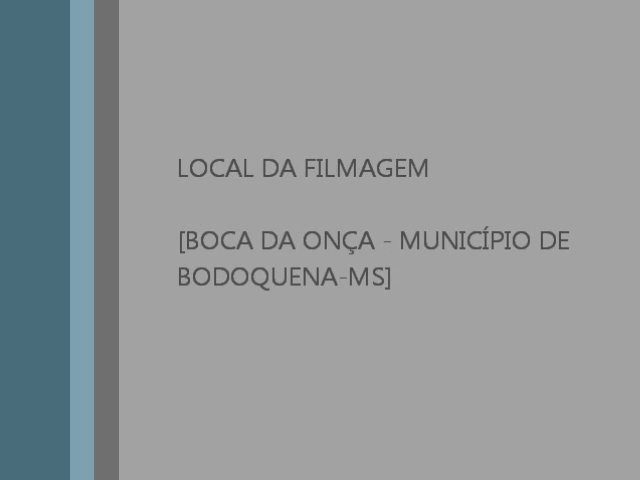 LOCAL DA FILMAGEM
[BOCA DA ONÇA - MUNICÍPIO DE
BODOQUENA-MS]